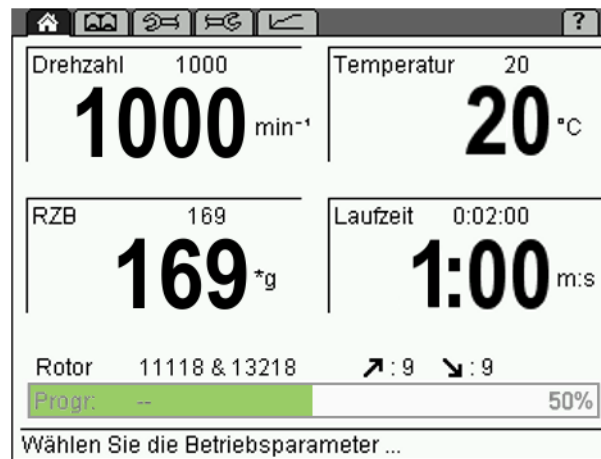 ?
Drehzahl 1000
1000 min⁻¹
Temperatur 20
20 °C
RZB 169
169 *g
Laufzeit 0:02:00
1:00 m:s
Rotor 11118 & 13218 ↗ : 9 ↘ : 9
Progr: -- 50%
Wählen Sie die Betriebsparameter ...